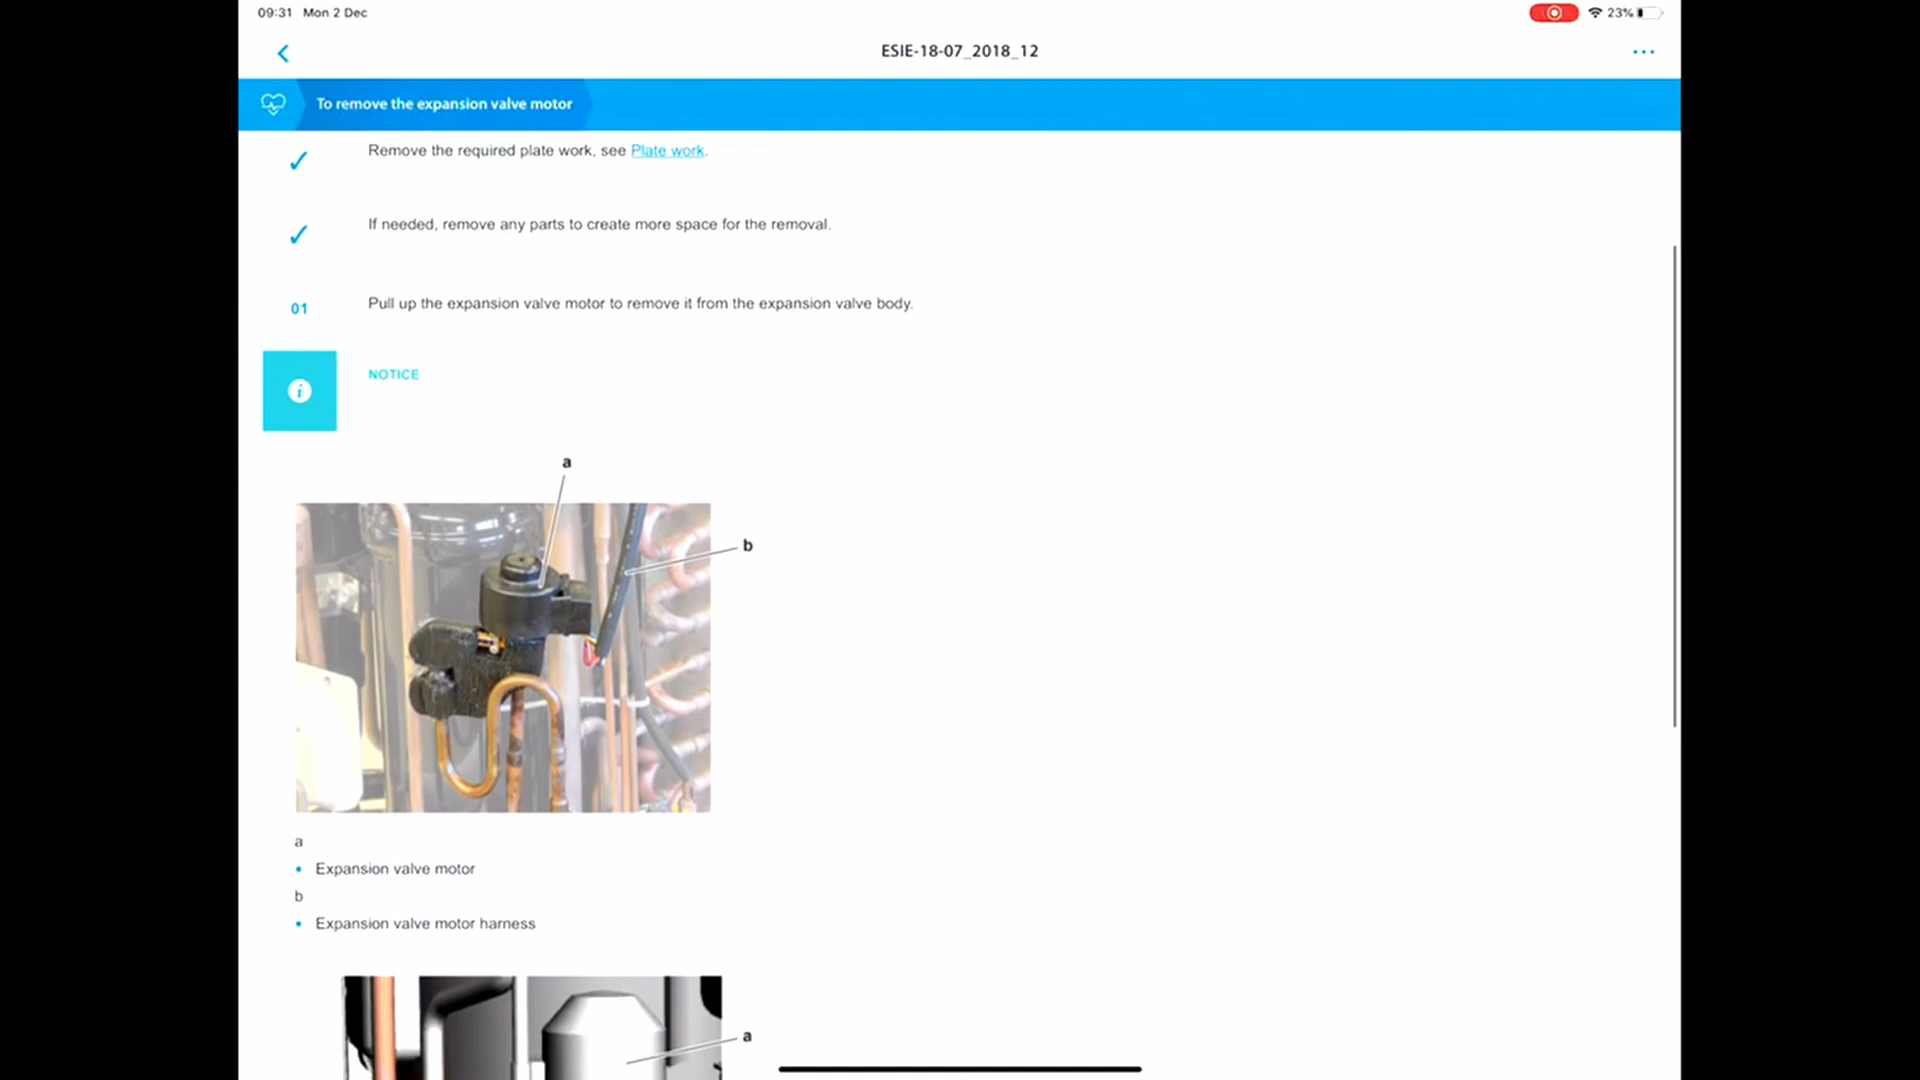 09:31 Mon 2 Dec
23%
ESIE-18-07_2018_12
To remove the expansion valve motor
Remove the required plate work, see Plate work.
If needed, remove any parts to create more space for the removal.
01 Pull up the expansion valve motor to remove it from the expansion valve body.
i NOTICE
a
b
a
Expansion valve motor
b
Expansion valve motor harness
a